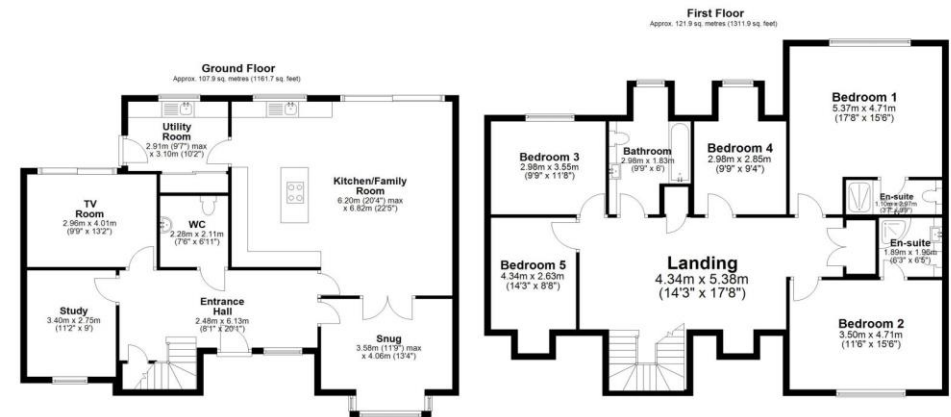 Ground Floor
Approx. 107.9 sq. metres (1161.7 sq. feet)
Utility
Room
2.91m (9'7") max
x 3.10m (10'2")
TV
Room
2.96m x 4.01m
(9'9" x 13'2")
WC
2.28m x 2.11m
(7'6" x 6'11")
Kitchen/Family
Room
6.20m (20'4") max
x 6.82m (22'5")
Study
3.40m x 2.75m
(11'2" x 9')
Entrance
Hall
2.48m x 6.13m
(8'1" x 20'1")
Snug
3.58m (11'9") max
x 4.06m (13'4")
First Floor
Approx. 121.9 sq. metres (1311.9 sq. feet)
Bedroom 1
5.37m x 4.71m
(17'8" x 15'6")
Bedroom 3
2.98m x 3.55m
(9'9" x 11'8")
Bathroom
2.98m x 1.83m
(9'9" x 6')
Bedroom 4
2.98m x 2.85m
(9'9" x 9'4")
En-suite
En-suite
1.89m x 1.96m
(6'3" x 6'5")
Bedroom 5
4.34m x 2.63m
(14'3" x 8'8")
Landing
4.34m x 5.38m
(14'3" x 17'8")
Bedroom 2
3.50m x 4.71m
(11'6" x 15'6")